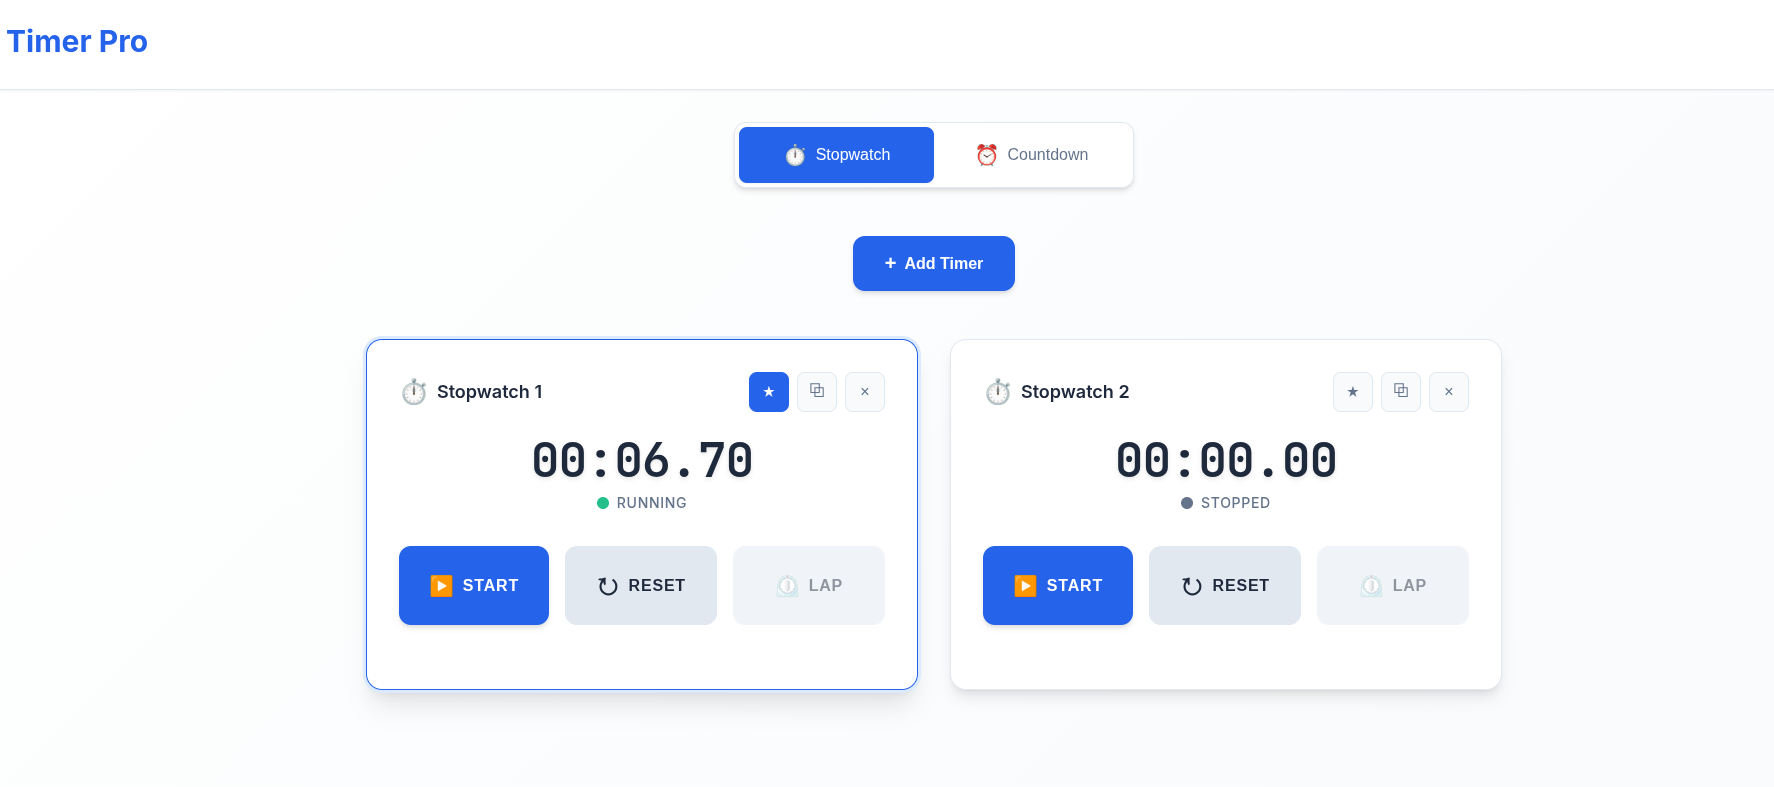 Timer Pro
Stopwatch
Countdown
+ Add Timer
Stopwatch 1
00:06.70
RUNNING
START
RESET
LAP
Stopwatch 2
00:00.00
STOPPED
START
RESET
LAP